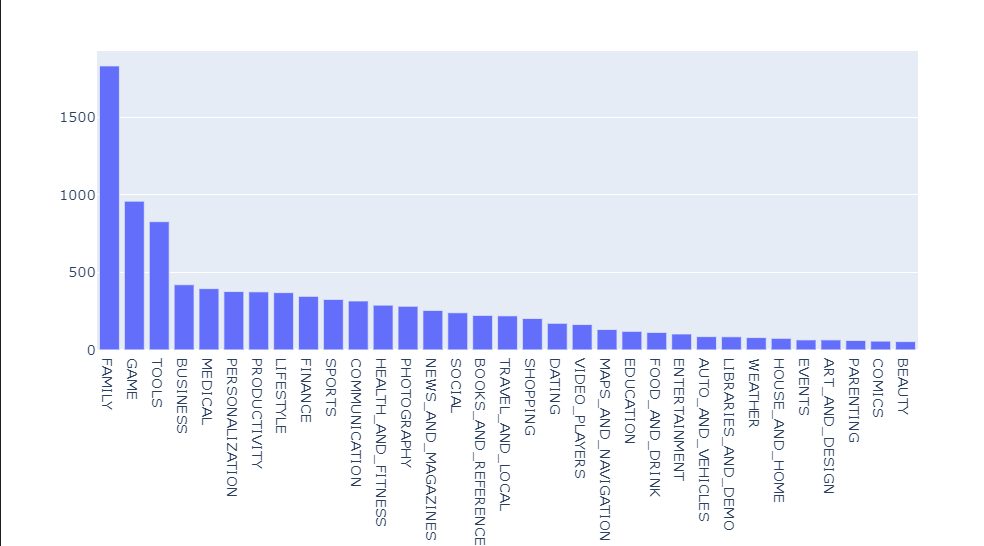 1500
1000
500
0
FAMILY
GAME
TOOLS
BUSINESS
MEDICAL
PERSONALIZATION
PRODUCTIVITY
LIFESTYLE
FINANCE
SPORTS
COMMUNICATION
HEALTH_AND_FITNESS
PHOTOGRAPHY
NEWS_AND_MAGAZINES
SOCIAL
BOOKS_AND_REFERENCE
TRAVEL_AND_LOCAL
SHOPPING
DATING
VIDEO_PLAYERS
MAPS_AND_NAVIGATION
EDUCATION
FOOD_AND_DRINK
ENTERTAINMENT
AUTO_AND_VEHICLES
LIBRARIES_AND_DEMO
WEATHER
HOUSE_AND_HOME
EVENTS
ART_AND_DESIGN
PARENTING
COMICS
BEAUTY